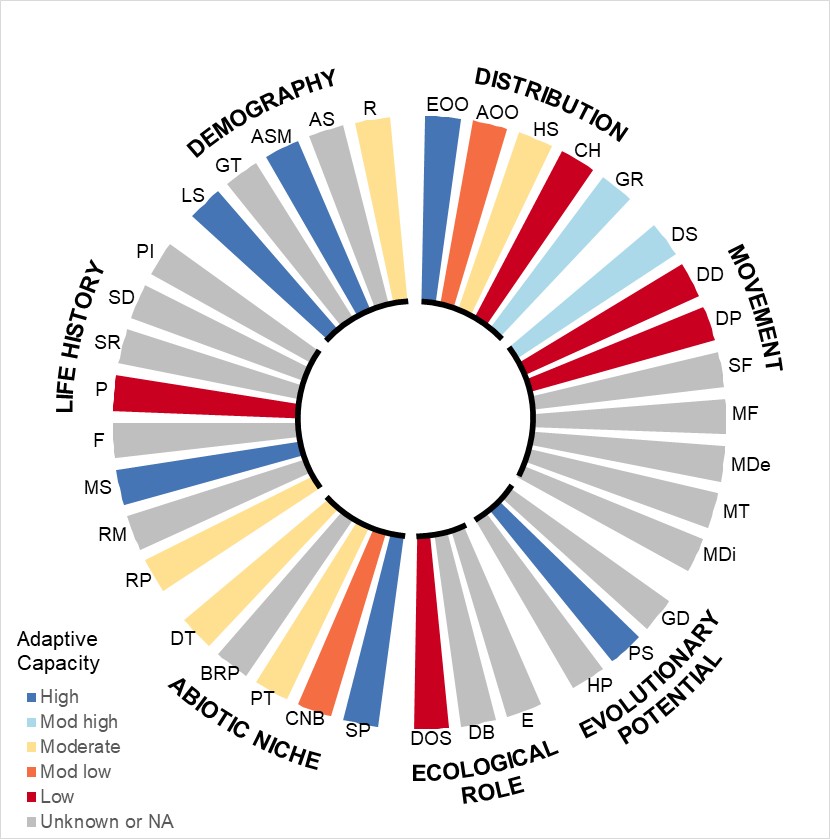 DISTRIBUTION
EOO
AOO
HS
CH
GR
MOVEMENT
DS
DD
DP
SF
MF
MDe
MT
MDi
EVOLUTIONARY
POTENTIAL
GD
PS
HP
ECOLOGICAL
ROLE
E
DB
DOS
ABIOTIC NICHE
SP
CNB
PT
BRP
DT
LIFE HISTORY
RP
RM
MS
F
P
SR
SD
PI
DEMOGRAPHY
LS
GT
ASM
AS
R
Adaptive
Capacity
High
Mod high
Moderate
Mod low
Low
Unknown or NA